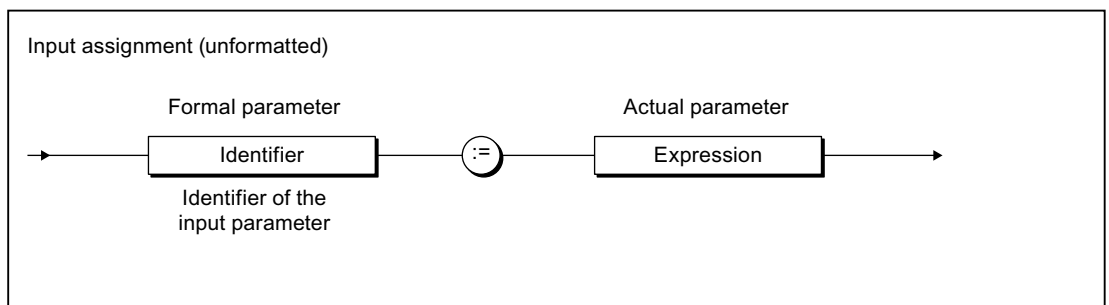 Input assignment (unformatted)
Formal parameter
Actual parameter
Identifier
:=
Expression
Identifier of the
input parameter